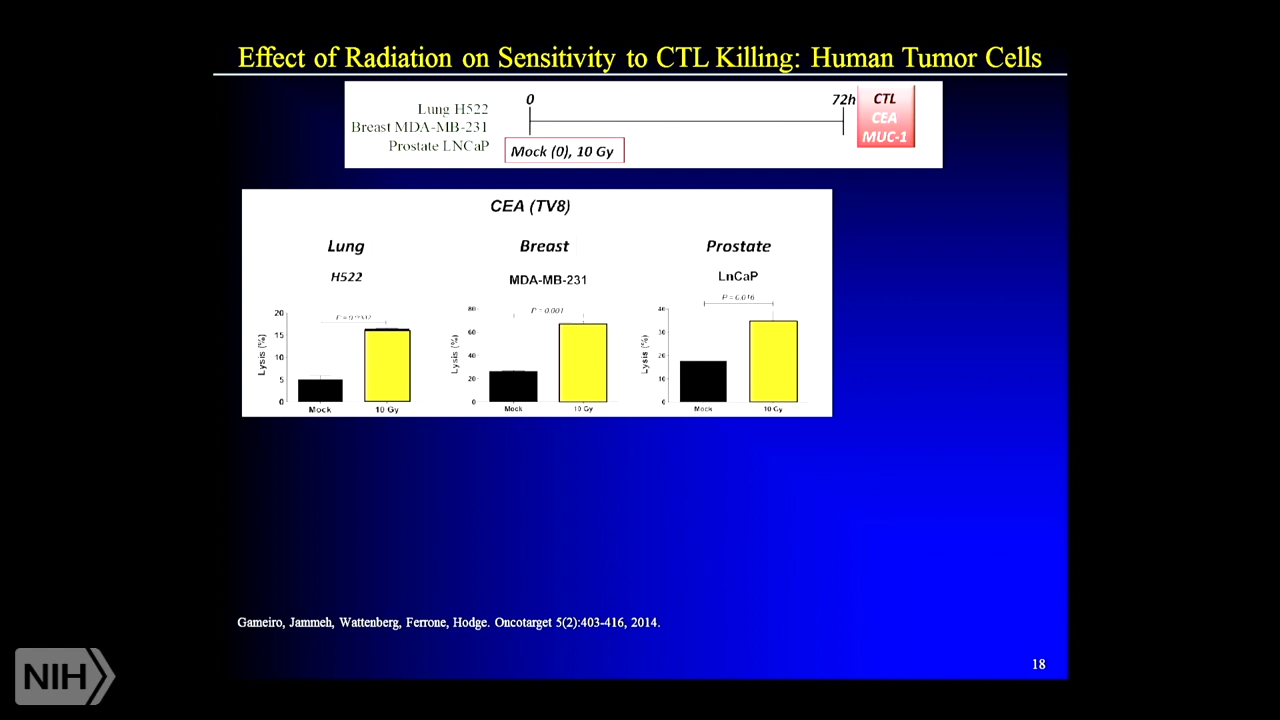 Effect of Radiation on Sensitivity to CTL Killing: Human Tumor Cells
Lung H522
Breast MDA-MB-231
Prostate LNCaP
0
72h
Mock (0), 10 Gy
CTL
CEA
MUC-1
CEA (TV8)
Lung
Breast
Prostate
H522
MDA-MB-231
LnCaP
P = 0.001
P = 0.016
Lysis (%)
20
15
10
5
0
Mock
10 Gy
Lysis (%)
80
60
40
20
0
Mock
10 Gy
Lysis (%)
20
Mock
10 Gy
Gameiro, Jammeh, Wattenberg, Ferrone, Hodge. Oncotarget 5(2):403-416, 2014.
18
NIH